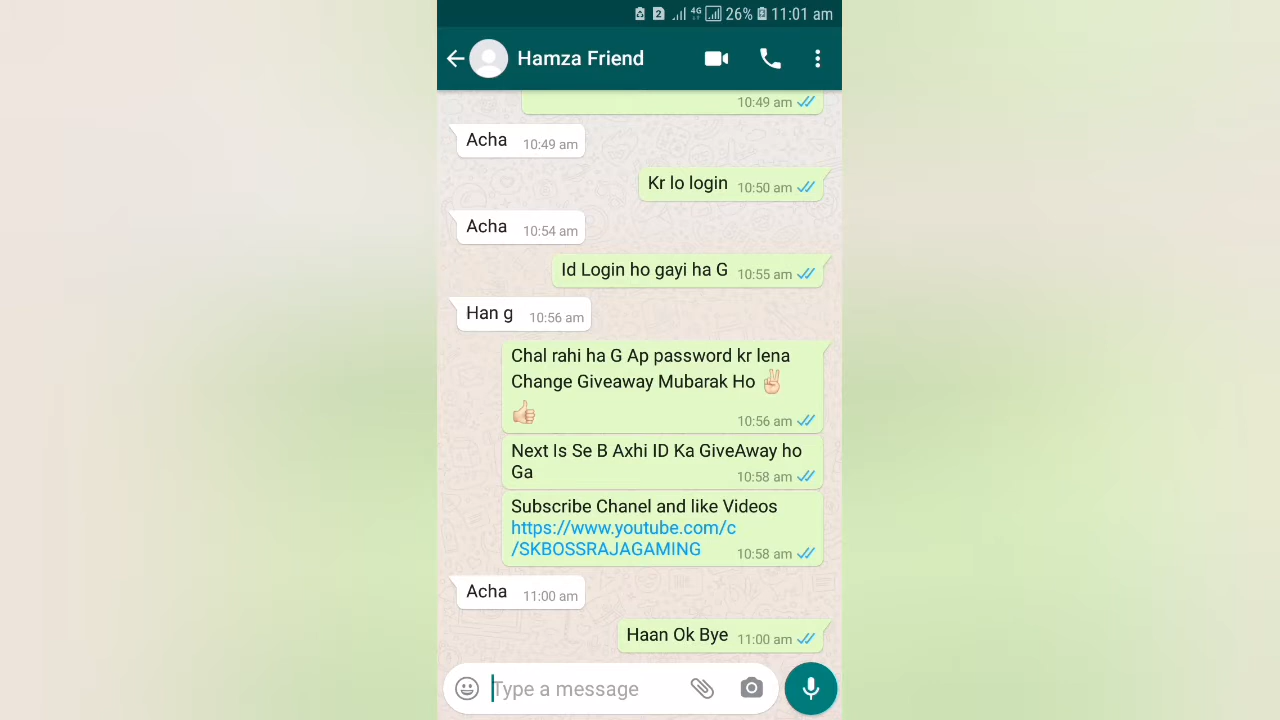 2 4G 26% 11:01 am
Hamza Friend
10:49 am
Acha 10:49 am
Kr lo login 10:50 am
Acha 10:54 am
Id Login ho gayi ha G 10:55 am
Han g 10:56 am
Chal rahi ha G Ap password kr lena
Change Giveaway Mubarak Ho ✌🏻
👍🏻 10:56 am
Next Is Se B Axhi ID Ka GiveAway ho
Ga 10:58 am
Subscribe Chanel and like Videos
https://www.youtube.com/c
/SKBOSSRAJAGAMING 10:58 am
Acha 11:00 am
Haan Ok Bye 11:00 am
Type a message